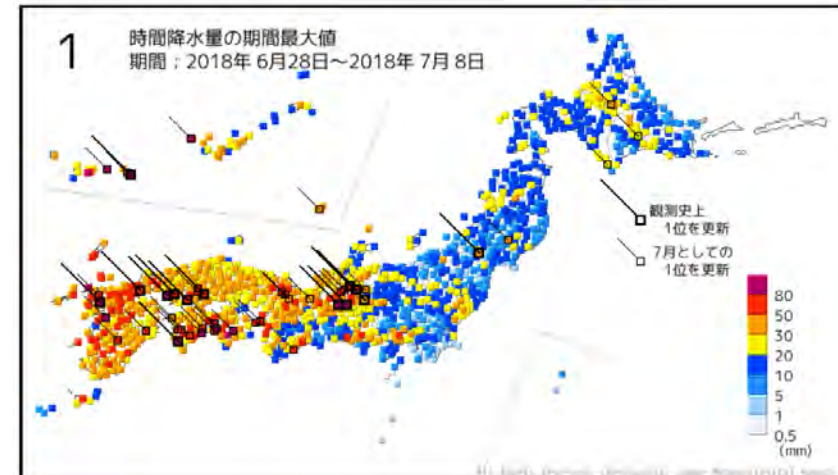 1
時間降水量の期間最大値
期間：2018年 6月28日～2018年 7月 8日
観測史上
1位を更新
7月としての
1位を更新
80
50
30
20
10
5
1
0.5
(mm)